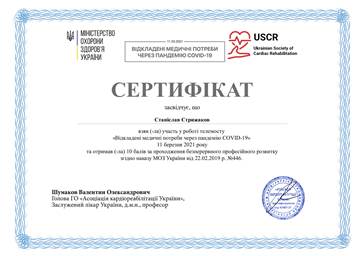 МІНІСТЕРСТВО
ОХОРОНИ
ЗДОРОВ'Я
УКРАЇНИ
11.03.2021
ВІДКЛАДЕНІ МЕДИЧНІ ПОТРЕБИ
ЧЕРЕЗ ПАНДЕМІЮ COVID-19
USCR
Ukrainian Society of
Cardiac Rehabilitation
СЕРТИФІКАТ
засвідчує, що
Станіслав Стрижаков
взяв (-ла) участь у роботі телемосту
«Відкладені медичні потреби через пандемію COVID-19»
11 березня 2021 року
та отримав (-ла) 10 балів за проходження безперервного професійного розвитку
згідно наказу МОЗ України від 22.02.2019 р. №446.
Шумаков Валентин Олександрович
Голова ГО «Асоціація кардіореабілітації України»,
Заслужений лікар України, д.м.н., професор